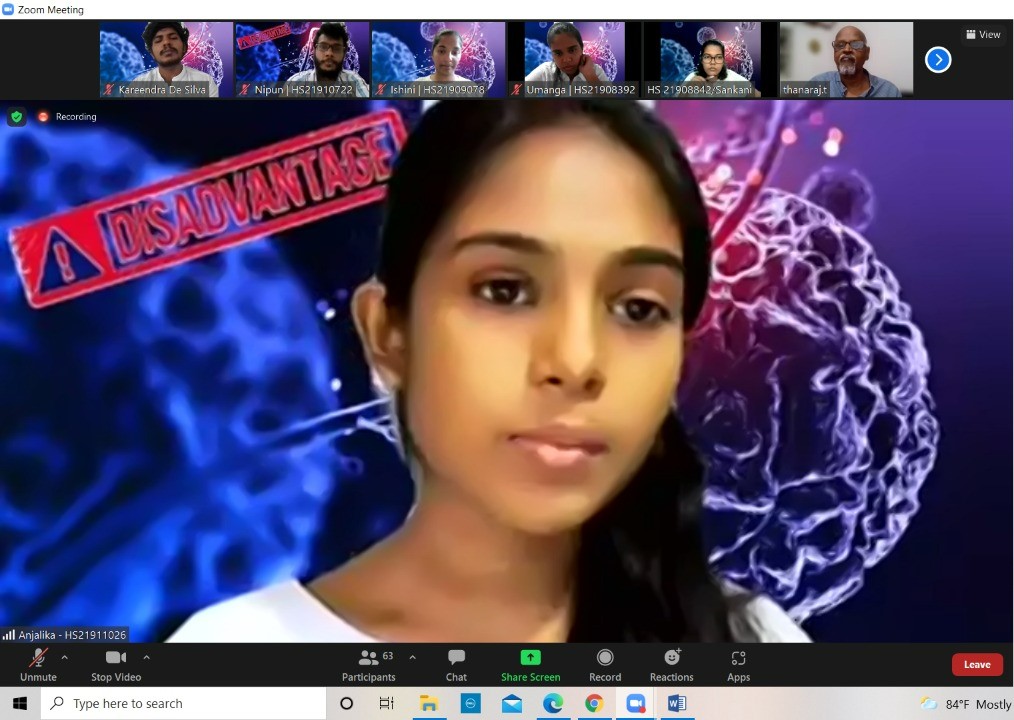 Zoom Meeting
Kareendra De Silva
Nipun | HS21910722
Ishini | HS21909078
Umanga | HS21908392
HS 21908842/Sankani
thanaraj.t
View
Recording
DISADVANTAGE
Anjalika - HS21911026
Unmute
Stop Video
Participants
63
Chat
Share Screen
Record
Reactions
Apps
Leave
Type here to search
84°F Mostly